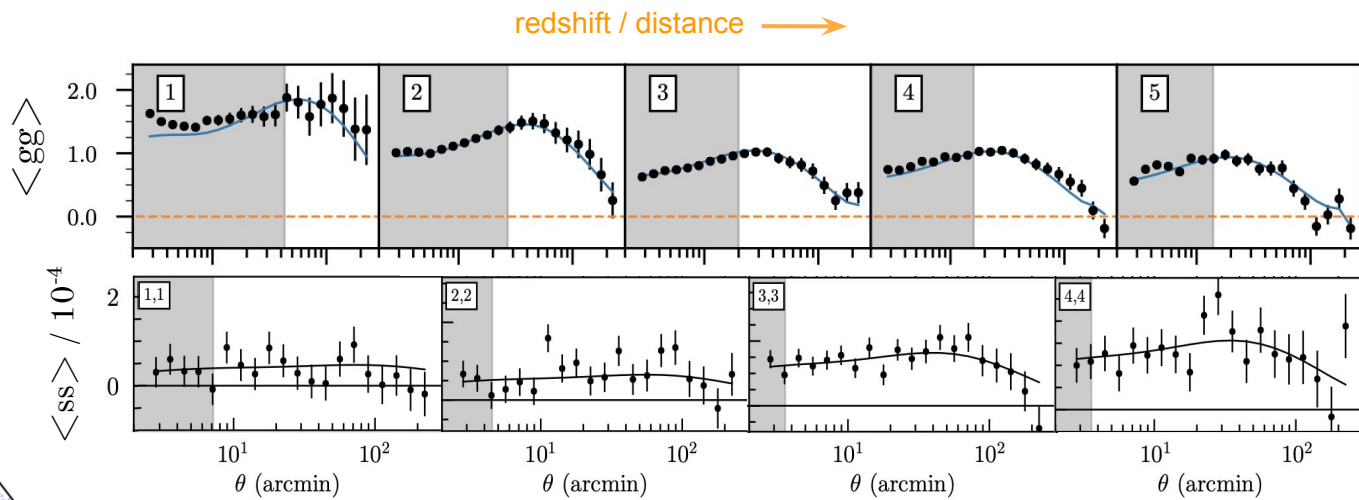 redshift / distance
<gg>
2.0
1.0
0.0
1
2
3
4
5
<ss> / 10^-4
2
0
1,1
2,2
3,3
4,4
10^1 10^2 10^1 10^2 10^1 10^2 10^1 10^2
θ (arcmin) θ (arcmin) θ (arcmin) θ (arcmin)